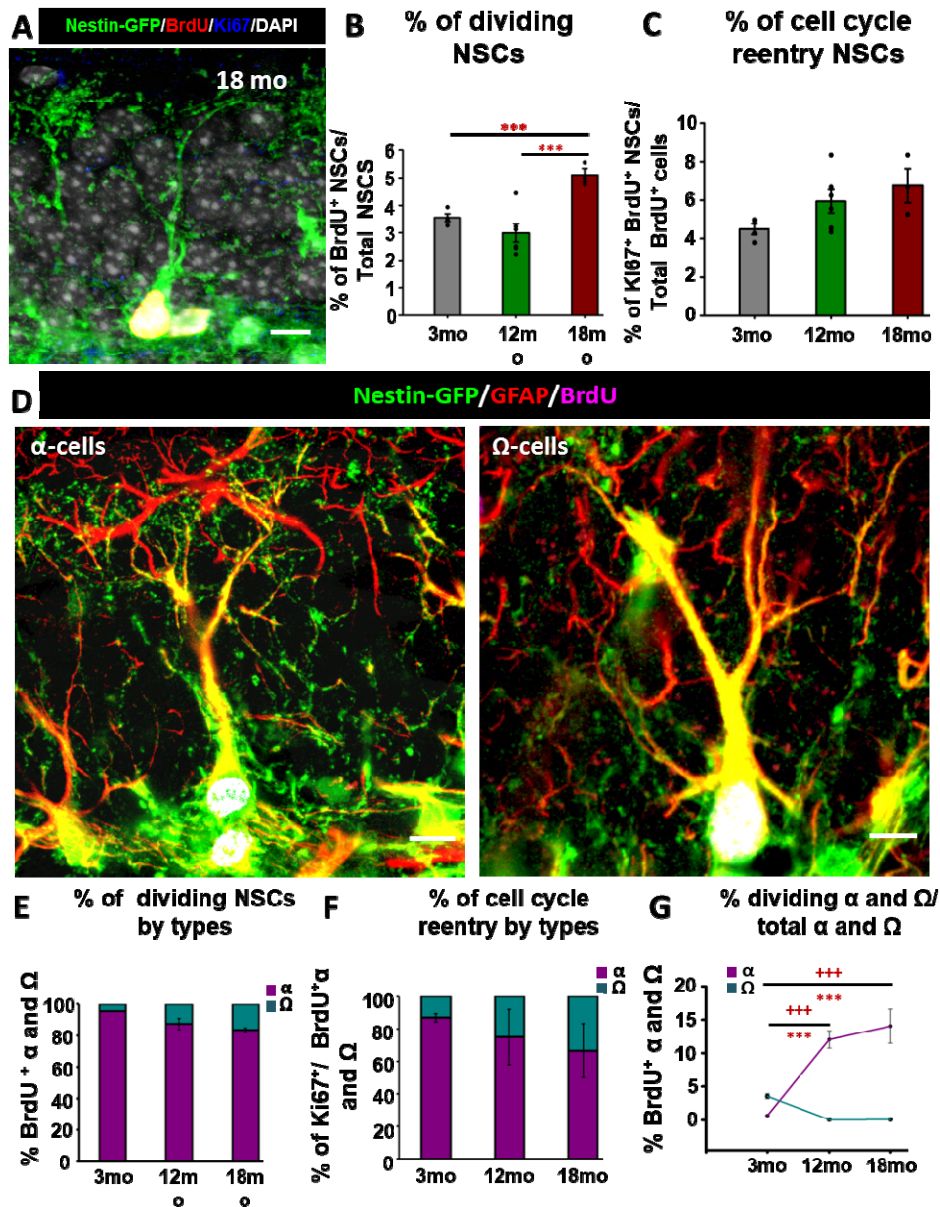 A
Nestin-GFP/BrdU/Ki67/DAPI
18 mo
B
% of dividing
NSCs
% of BrdU⁺ NSCs/
Total NSCS
6
5
4
3
2
1
0
***
***
3mo
12m
o
18m
o
C
% of cell cycle
reentry NSCs
% of Ki67⁺ BrdU⁺ NSCs/
Total BrdU⁺ cells
10
8
6
4
2
0
3mo
12mo
18mo
D
Nestin-GFP/GFAP/BrdU
α-cells
Ω-cells
E
% of dividing NSCs
by types
% BrdU⁺ α and Ω
α
Ω
100
80
60
40
20
0
3mo
12m
o
18m
o
F
% of cell cycle
reentry by types
% of Ki67⁺/ BrdU⁺α
and Ω
α
Ω
100
80
60
40
20
0
3mo
12mo
18mo
G
% dividing α and Ω/
total α and Ω
% BrdU⁺ α and Ω
α
Ω
20
15
10
5
0
+++
***
+++
***
3mo
12mo
18mo